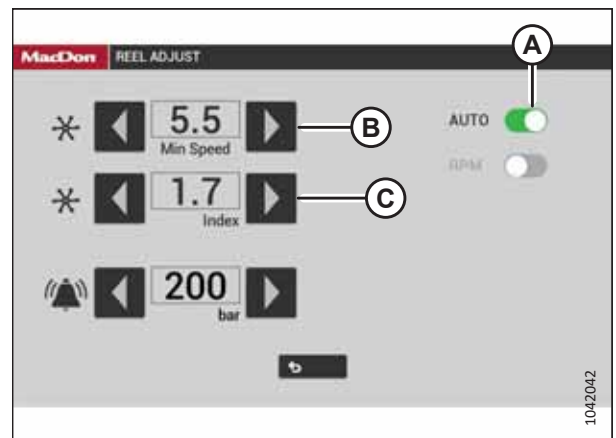 A
MacDon REEL ADJUST
5.5
Min Speed
B
AUTO
RPM
1.7
Index
C
200
bar
1042042